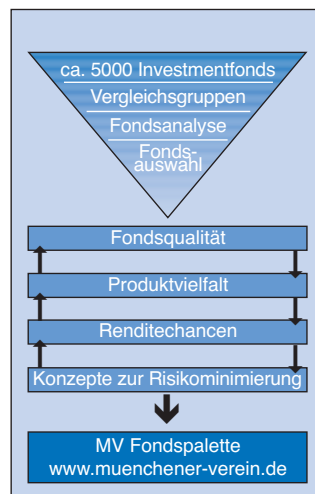 ca. 5000 Investmentfonds
Vergleichsgruppen
Fondsanalyse
Fonds-
auswahl
Fondsqualität
Produktvielfalt
Renditechancen
Konzepte zur Risikominimierung
MV Fondspalette
www.muenchener-verein.de